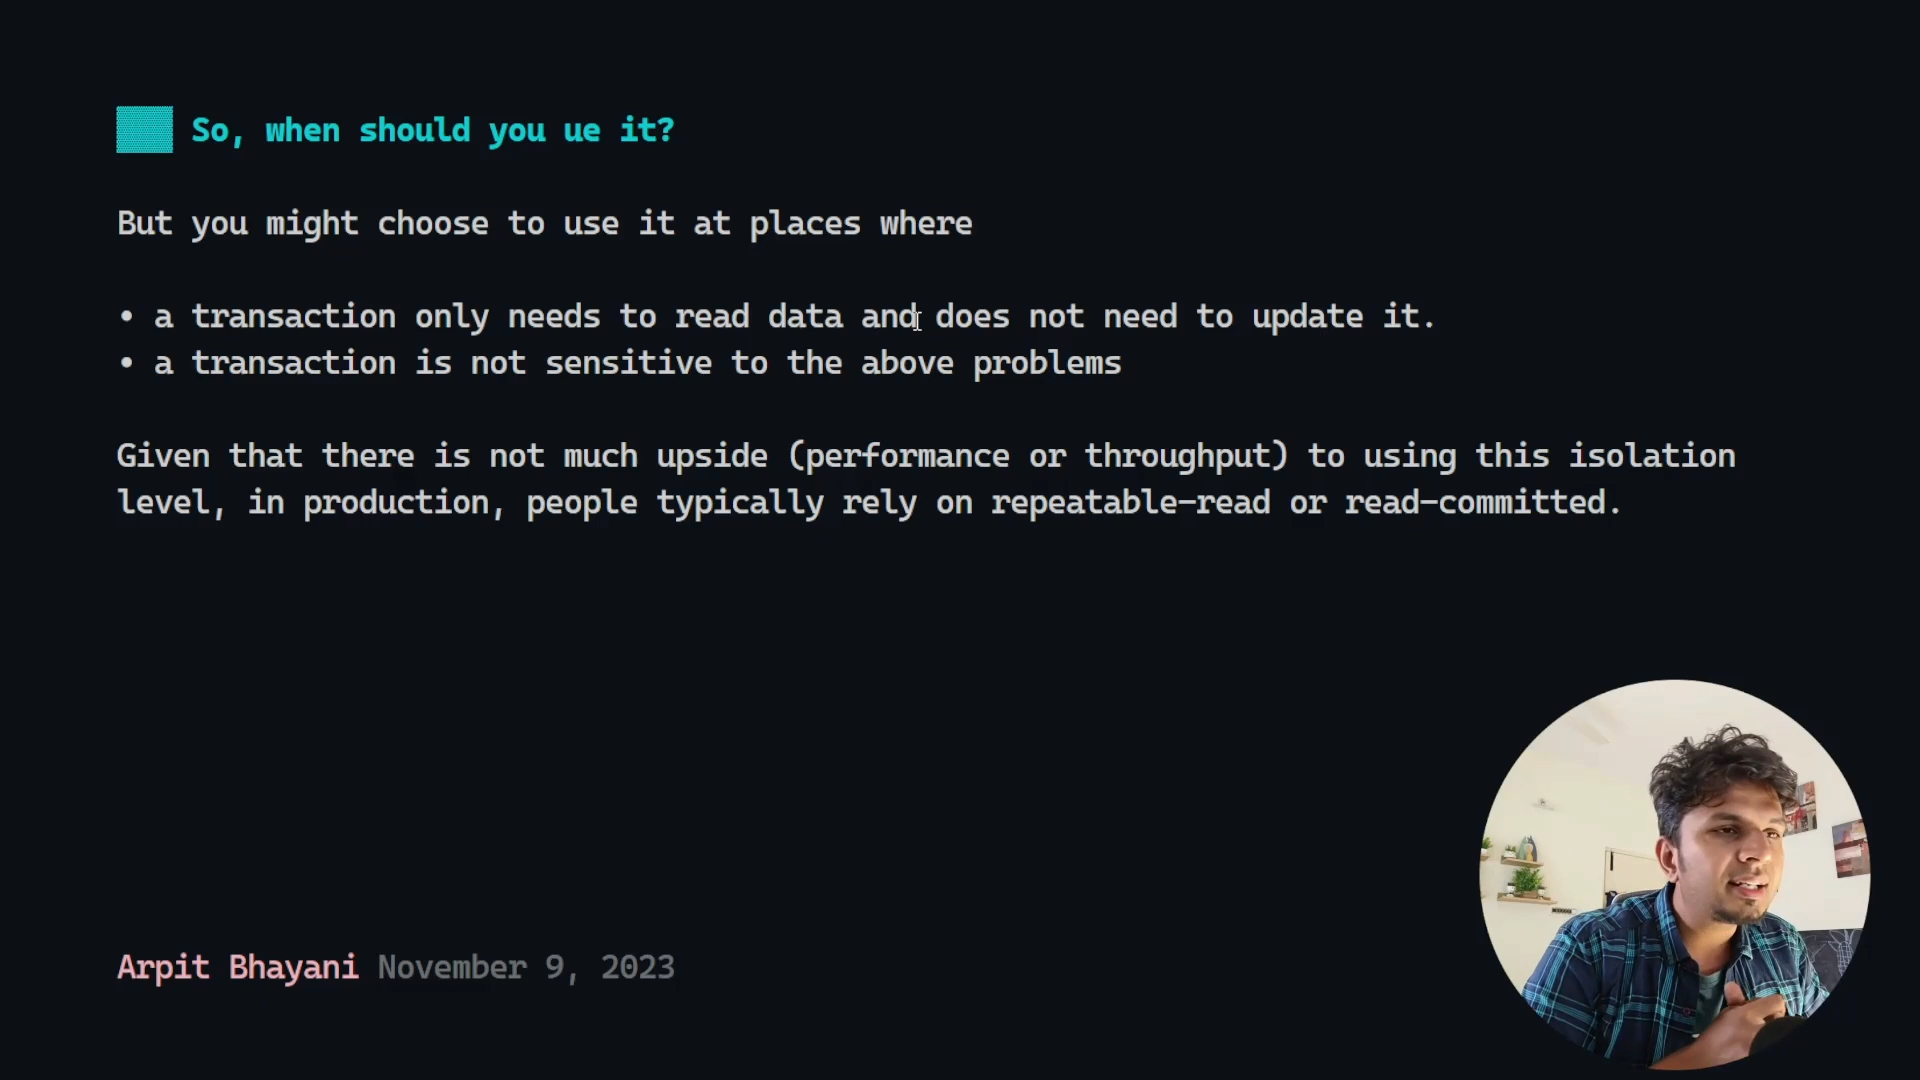 So, when should you ue it?
But you might choose to use it at places where
• a transaction only needs to read data and does not need to update it.
• a transaction is not sensitive to the above problems
Given that there is not much upside (performance or throughput) to using this isolation
level, in production, people typically rely on repeatable-read or read-committed.
Arpit Bhayani November 9, 2023